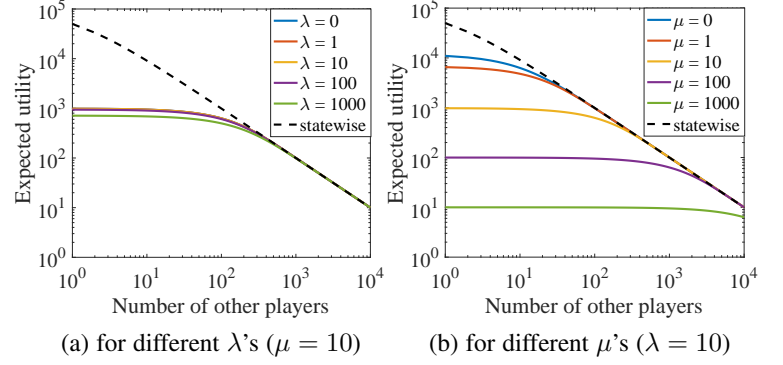 10^5
10^4
10^3
10^2
10^1
10^0
Expected utility
λ = 0
λ = 1
λ = 10
λ = 100
λ = 1000
statewise
10^0 10^1 10^2 10^3 10^4
Number of other players
(a) for different λ's (μ = 10)
10^5
10^4
10^3
10^2
10^1
10^0
Expected utility
μ = 0
μ = 1
μ = 10
μ = 100
μ = 1000
statewise
10^0 10^1 10^2 10^3 10^4
Number of other players
(b) for different μ's (λ = 10)